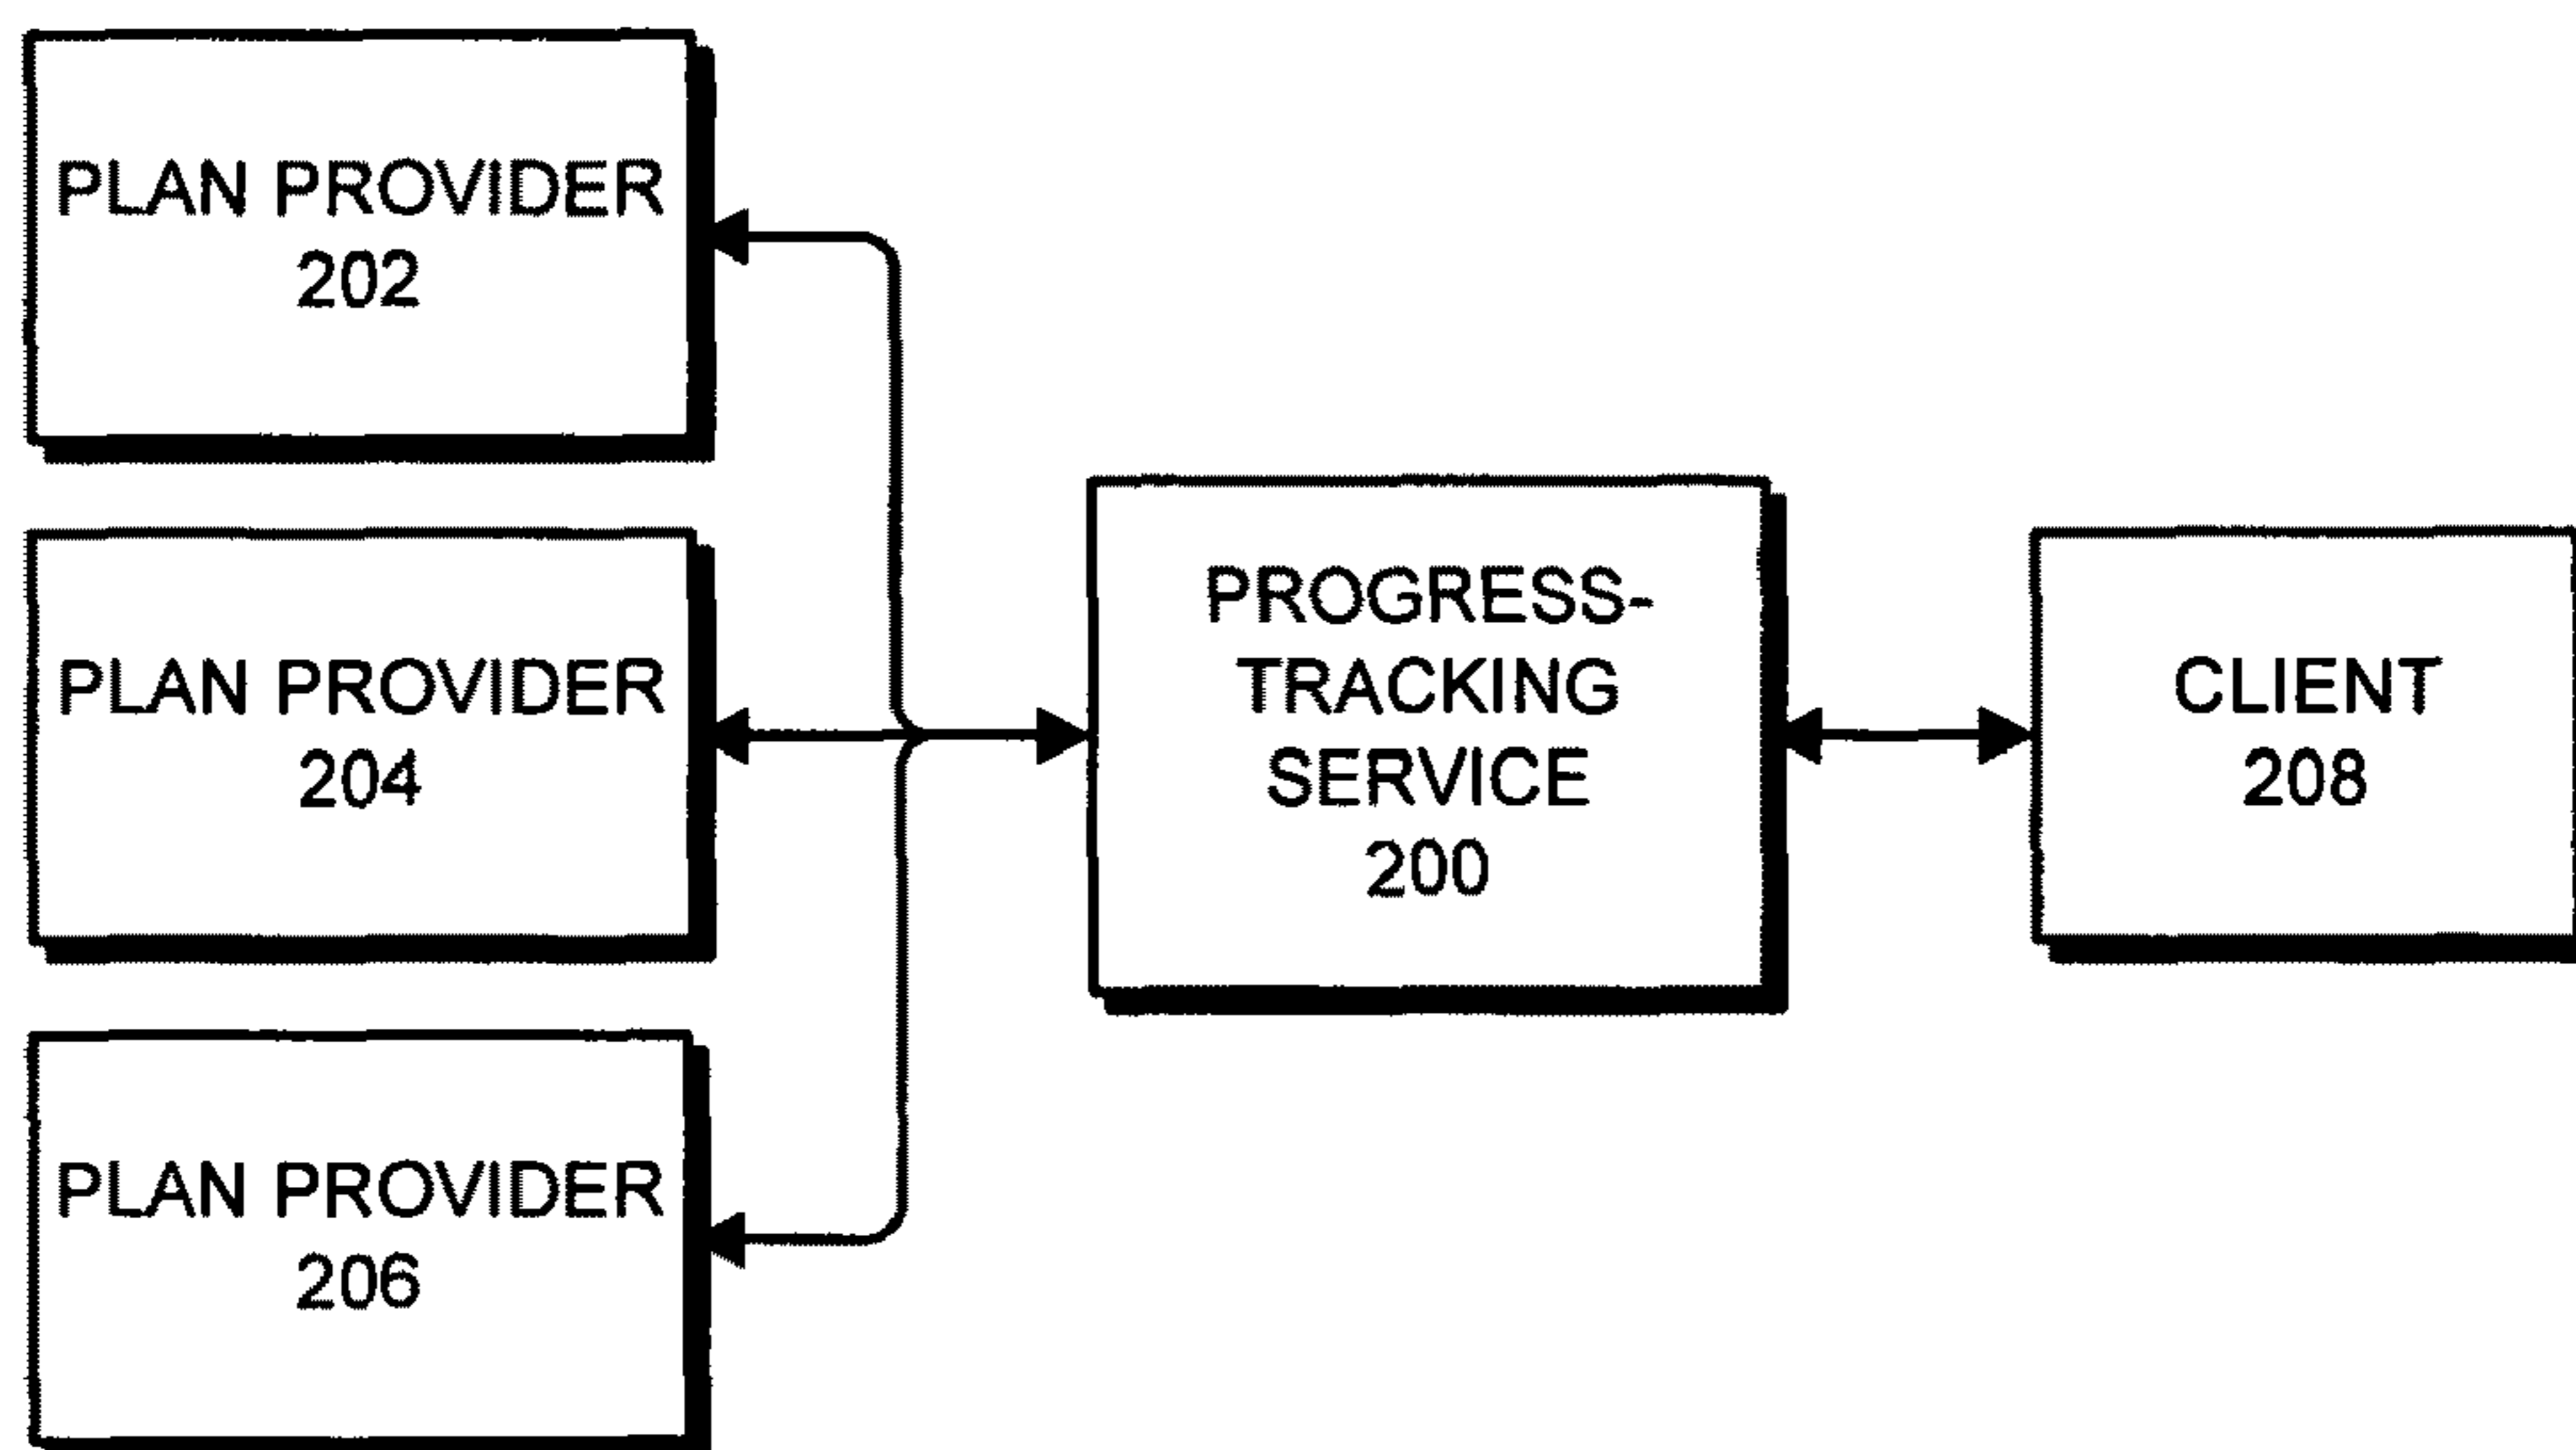 PLAN PROVIDER
202
PLAN PROVIDER
204
PLAN PROVIDER
206
PROGRESS-
TRACKING
SERVICE
200
CLIENT
208